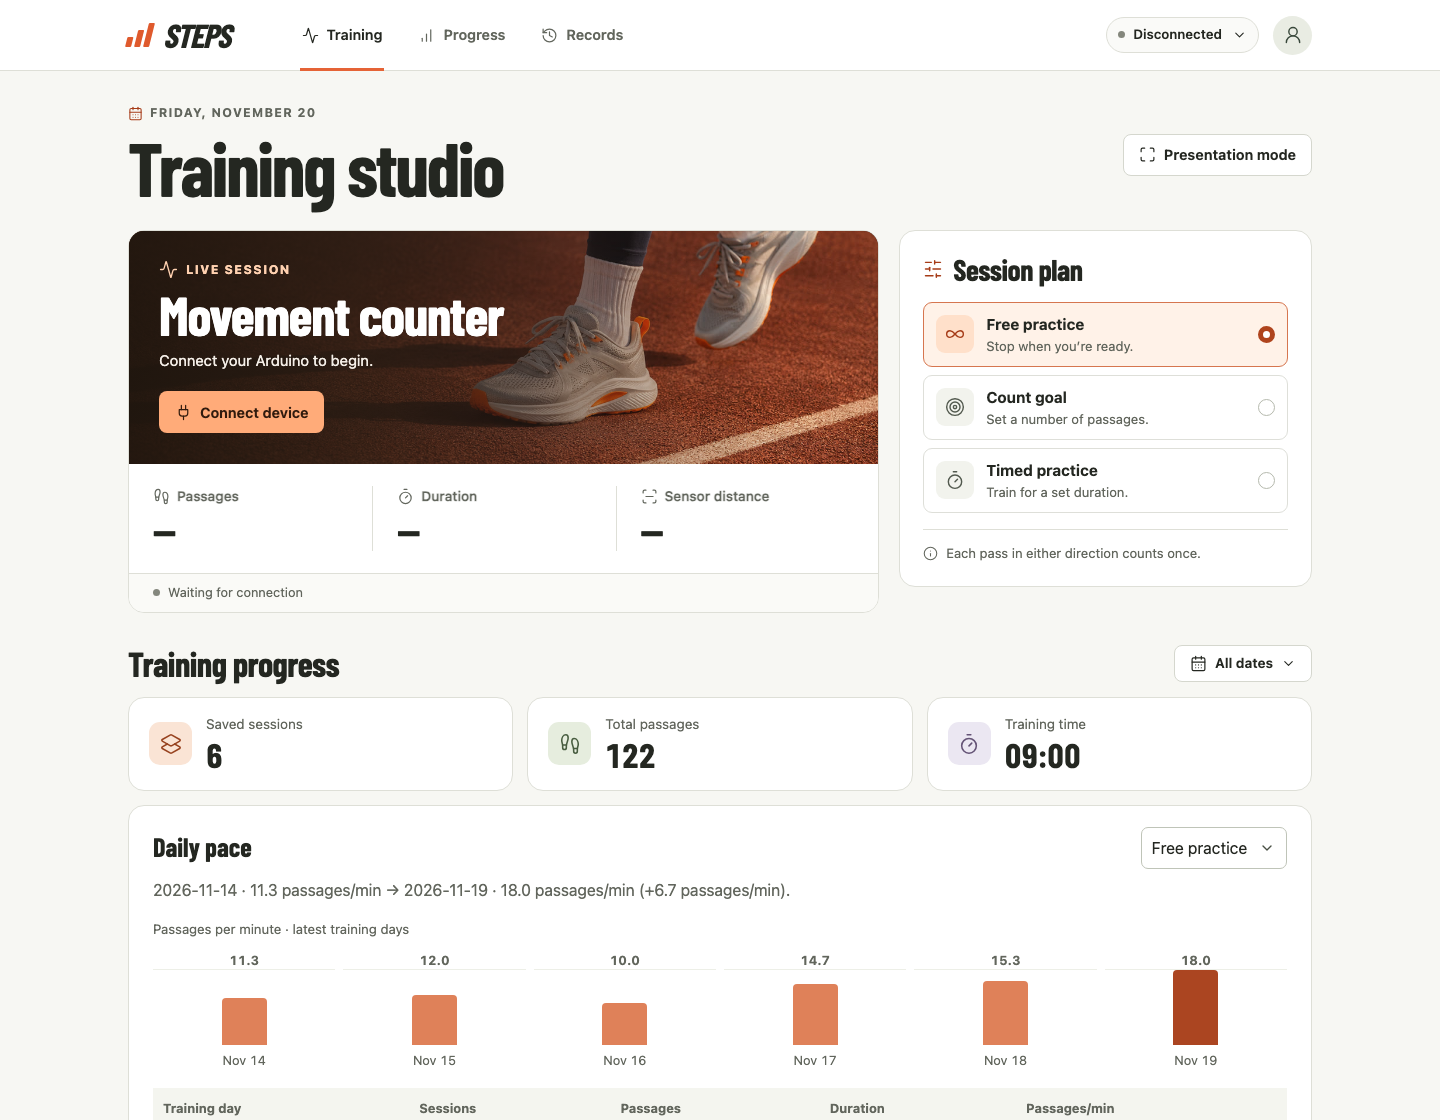 STEPS
Training
Progress
Records
Disconnected
FRIDAY, NOVEMBER 20
Training studio
Presentation mode
LIVE SESSION
Movement counter
Connect your Arduino to begin.
Connect device
Passages
Duration
Sensor distance
—
—
—
Waiting for connection
Session plan
Free practice
Stop when you're ready.
Count goal
Set a number of passages.
Timed practice
Train for a set duration.
Each pass in either direction counts once.
Training progress
All dates
Saved sessions
6
Total passages
122
Training time
09:00
Daily pace
Free practice
2026-11-14 · 11.3 passages/min → 2026-11-19 · 18.0 passages/min (+6.7 passages/min).
Passages per minute · latest training days
11.3
12.0
10.0
14.7
15.3
18.0
Nov 14
Nov 15
Nov 16
Nov 17
Nov 18
Nov 19
Training day
Sessions
Passages
Duration
Passages/min